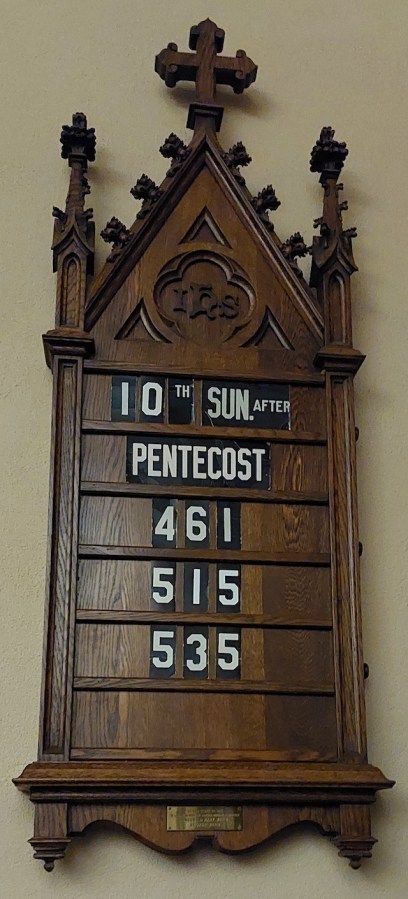 IHS
10TH SUN. AFTER
PENTECOST
461
515
535